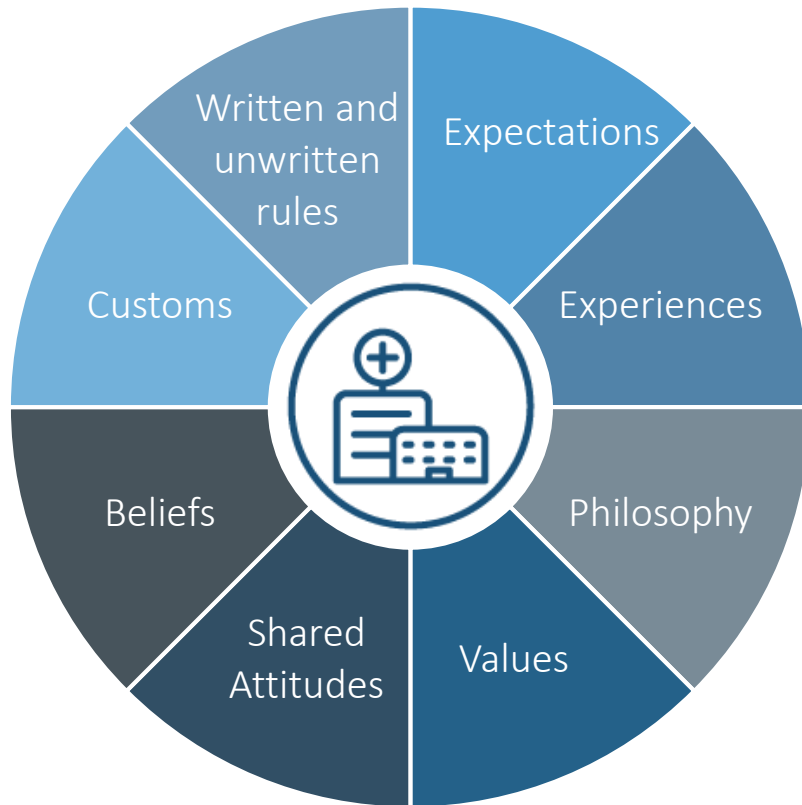 Written and
unwritten
rules
Expectations
Customs
Experiences
Beliefs
Philosophy
Shared
Attitudes
Values